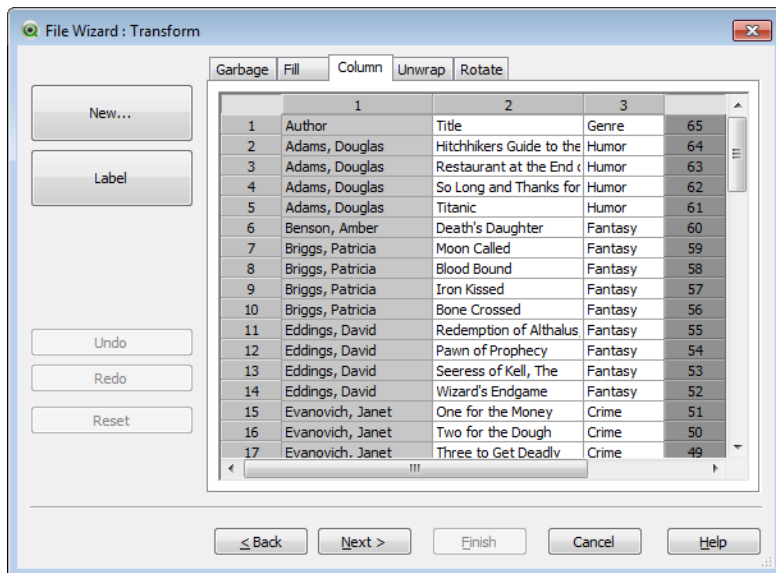 File Wizard : Transform
Garbage Fill Column Unwrap Rotate
New...
Label
Undo
Redo
Reset
1 2 3
1 Author Title Genre 65
2 Adams, Douglas Hitchhikers Guide to the Humor 64
3 Adams, Douglas Restaurant at the End Humor 63
4 Adams, Douglas So Long and Thanks for Humor 62
5 Adams, Douglas Titanic Humor 61
6 Benson, Amber Death's Daughter Fantasy 60
7 Briggs, Patricia Moon Called Fantasy 59
8 Briggs, Patricia Blood Bound Fantasy 58
9 Briggs, Patricia Iron Kissed Fantasy 57
10 Briggs, Patricia Bone Crossed Fantasy 56
11 Eddings, David Redemption of Althalus, Fantasy 55
12 Eddings, David Pawn of Prophecy Fantasy 54
13 Eddings, David Seeress of Kell, The Fantasy 53
14 Eddings, David Wizard's Endgame Fantasy 52
15 Evanovich, Janet One for the Money Crime 51
16 Evanovich, Janet Two for the Dough Crime 50
17 Evanovich, Janet Three to Get Deadly Crime 49
< Back Next > Finish Cancel Help